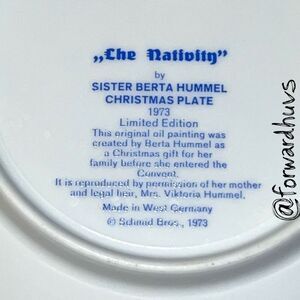 „The Nativity”
by
SISTER BERTA HUMMEL
CHRISTMAS PLATE
1973
Limited Edition
This original oil painting was
created by Berta Hummel as
a Christmas gift for her
family before she entered the
Convent.
It is reproduced by permission of her mother
and legal heir, Mrs. Viktoria Hummel.
Made in West Germany
© Schmid Bros., 1973
@forwardhuvs